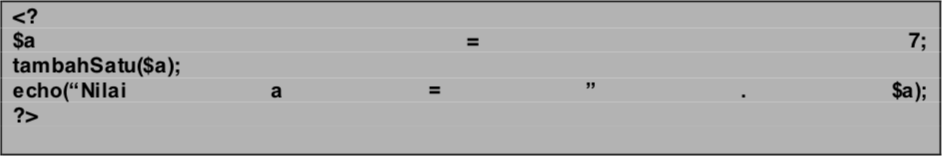 <?
$a = 7;
tambahSatu($a);
echo(“Nilai a = ” . $a);
?>